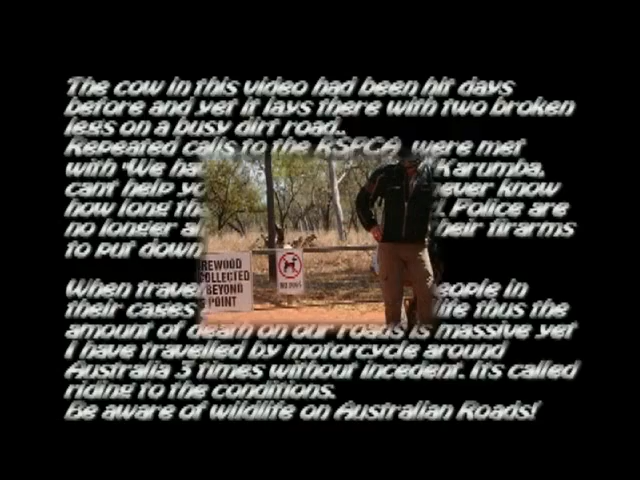 The cow in this video had been hit days
before and yet it lays there with two broken
legs on a busy dirt road..
Repeated calls to the RSPCA were met
with "We ha Karumba,
cant help yo never know
how long th Police are
no longer a heir firarms
to put down
When trave eople in
their cages life thus the
amount of death on our roads is massive yet
I have travelled by motorcycle around
Australia 3 times without incedent. Its called
riding to the conditions.
Be aware of wildlife on Australian Roads!
REWOOD
COLLECTED
BEYOND
POINT
NO DOGS